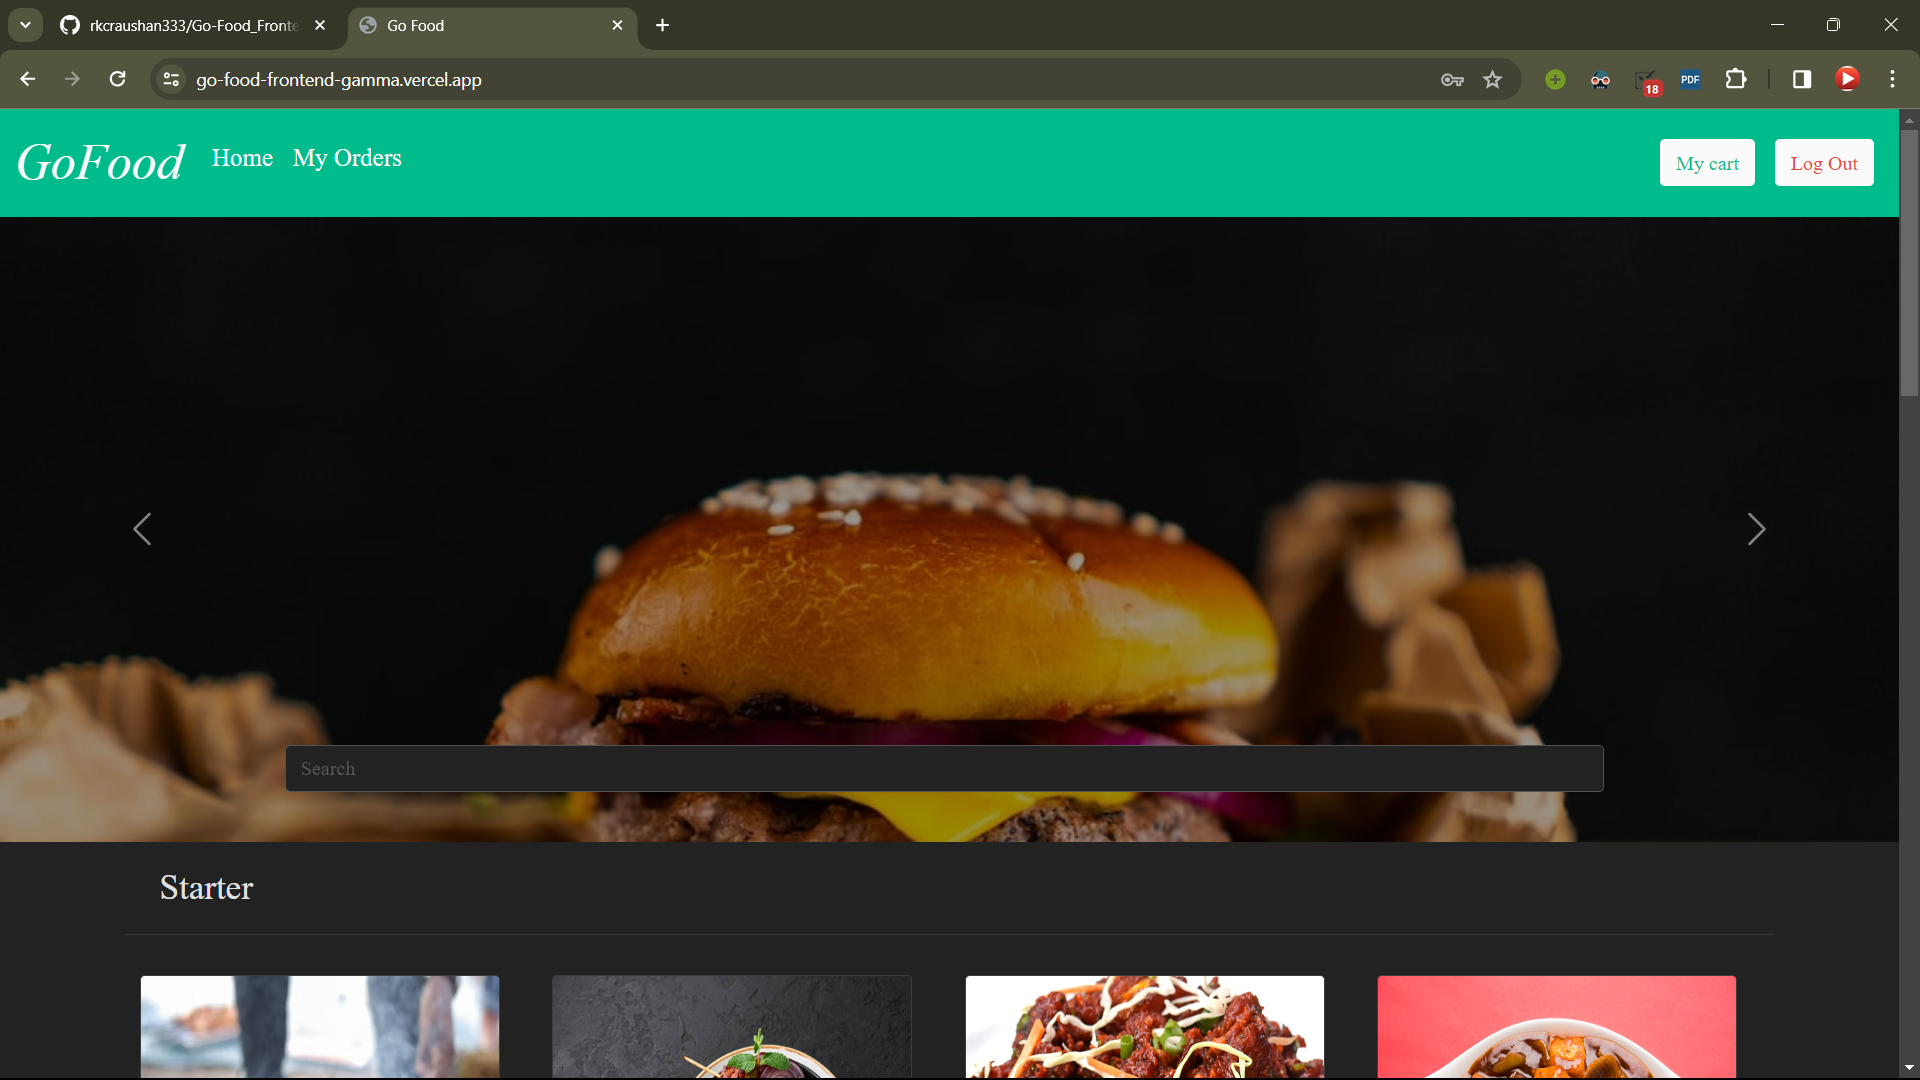 rkcraushan333/Go-Food_Fronte
Go Food
go-food-frontend-gamma.vercel.app
18
PDF
GoFood
Home
My Orders
My cart
Log Out
Search
Starter